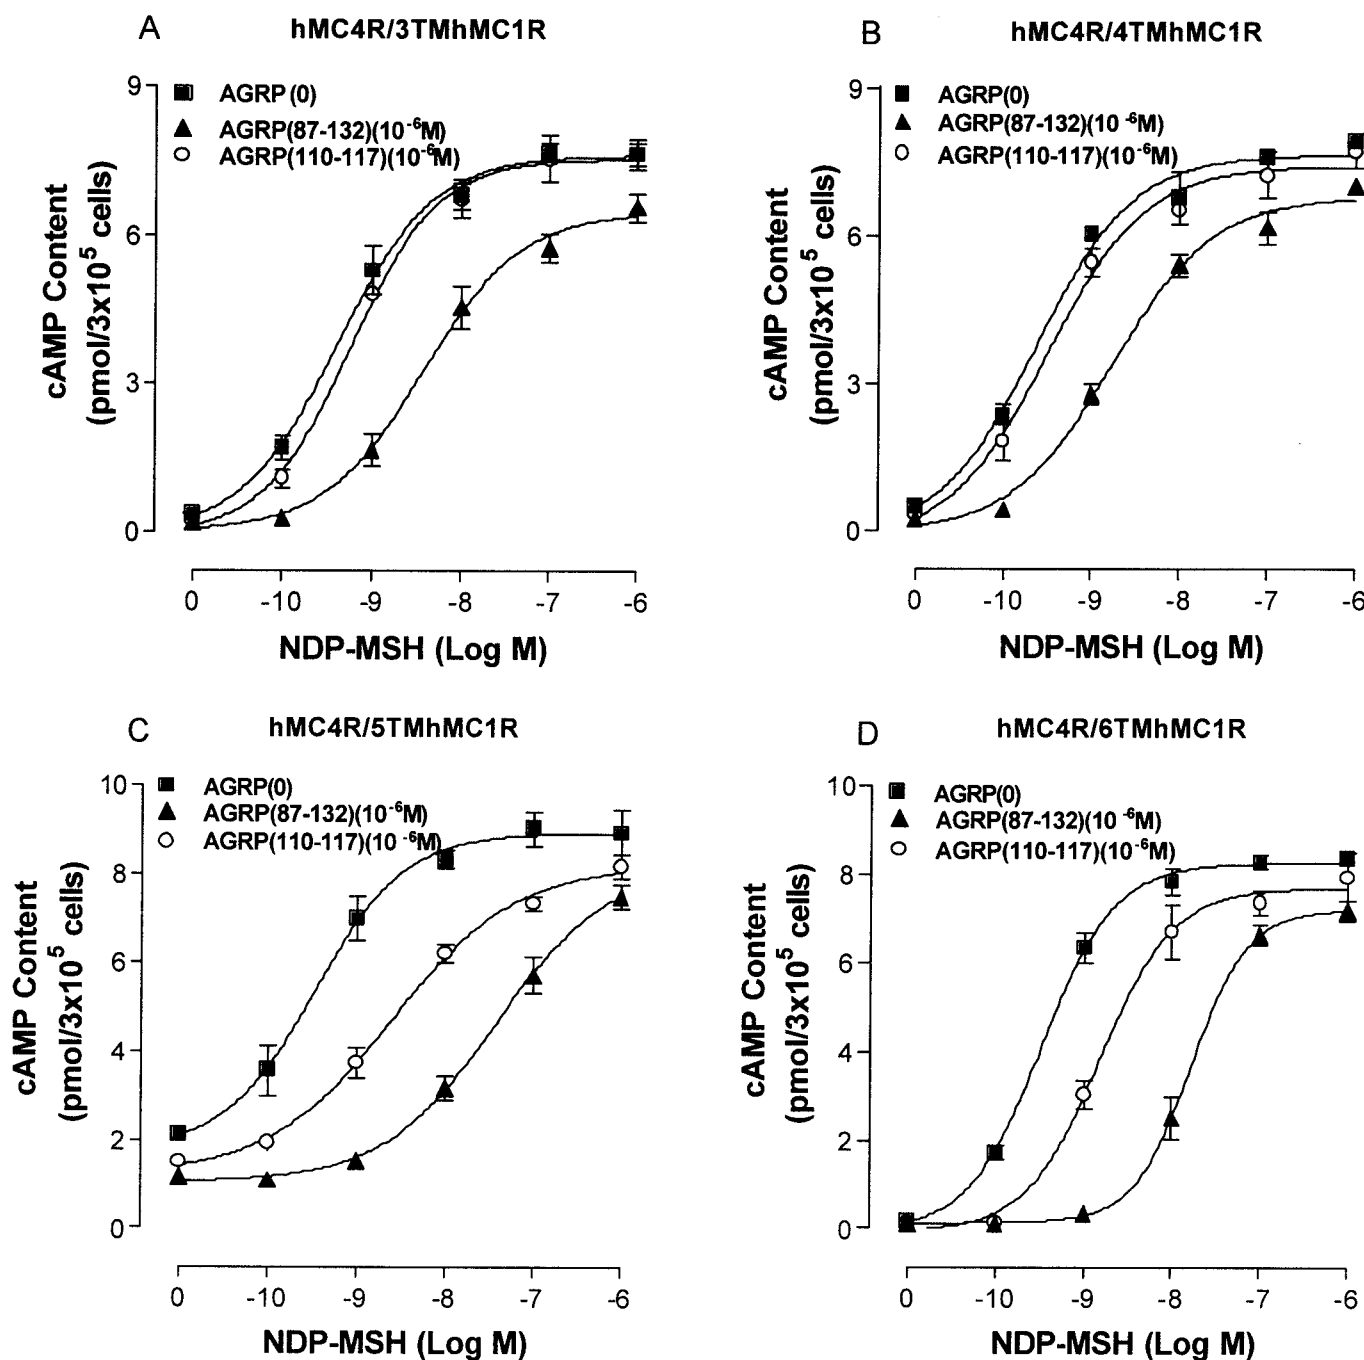 A
hMC4R/3TMhMC1R
AGRP (0)
AGRP(87-132)(10⁻⁶M)
AGRP(110-117)(10⁻⁶M)
9
6
3
0
cAMP Content
(pmol/3x10⁵ cells)
0 -10 -9 -8 -7 -6
NDP-MSH (Log M)
B
hMC4R/4TMhMC1R
AGRP(0)
AGRP(87-132)(10 ⁻⁶M)
AGRP(110-117)(10⁻⁶M)
9
6
3
0
cAMP Content
(pmol/3x10⁵ cells)
0 -10 -9 -8 -7 -6
NDP-MSH (Log M)
C
hMC4R/5TMhMC1R
AGRP(0)
AGRP(87-132)(10⁻⁶M)
AGRP(110-117)(10 ⁻⁶M)
10
8
6
4
2
0
cAMP Content
(pmol/3x10⁵ cells)
0 -10 -9 -8 -7 -6
NDP-MSH (Log M)
D
hMC4R/6TMhMC1R
AGRP(0)
AGRP(87-132)(10 ⁻⁶M)
AGRP(110-117)(10⁻⁶M)
10
8
6
4
2
0
cAMP Content
(pmol/3x10⁵ cells)
0 -10 -9 -8 -7 -6
NDP-MSH (Log M)